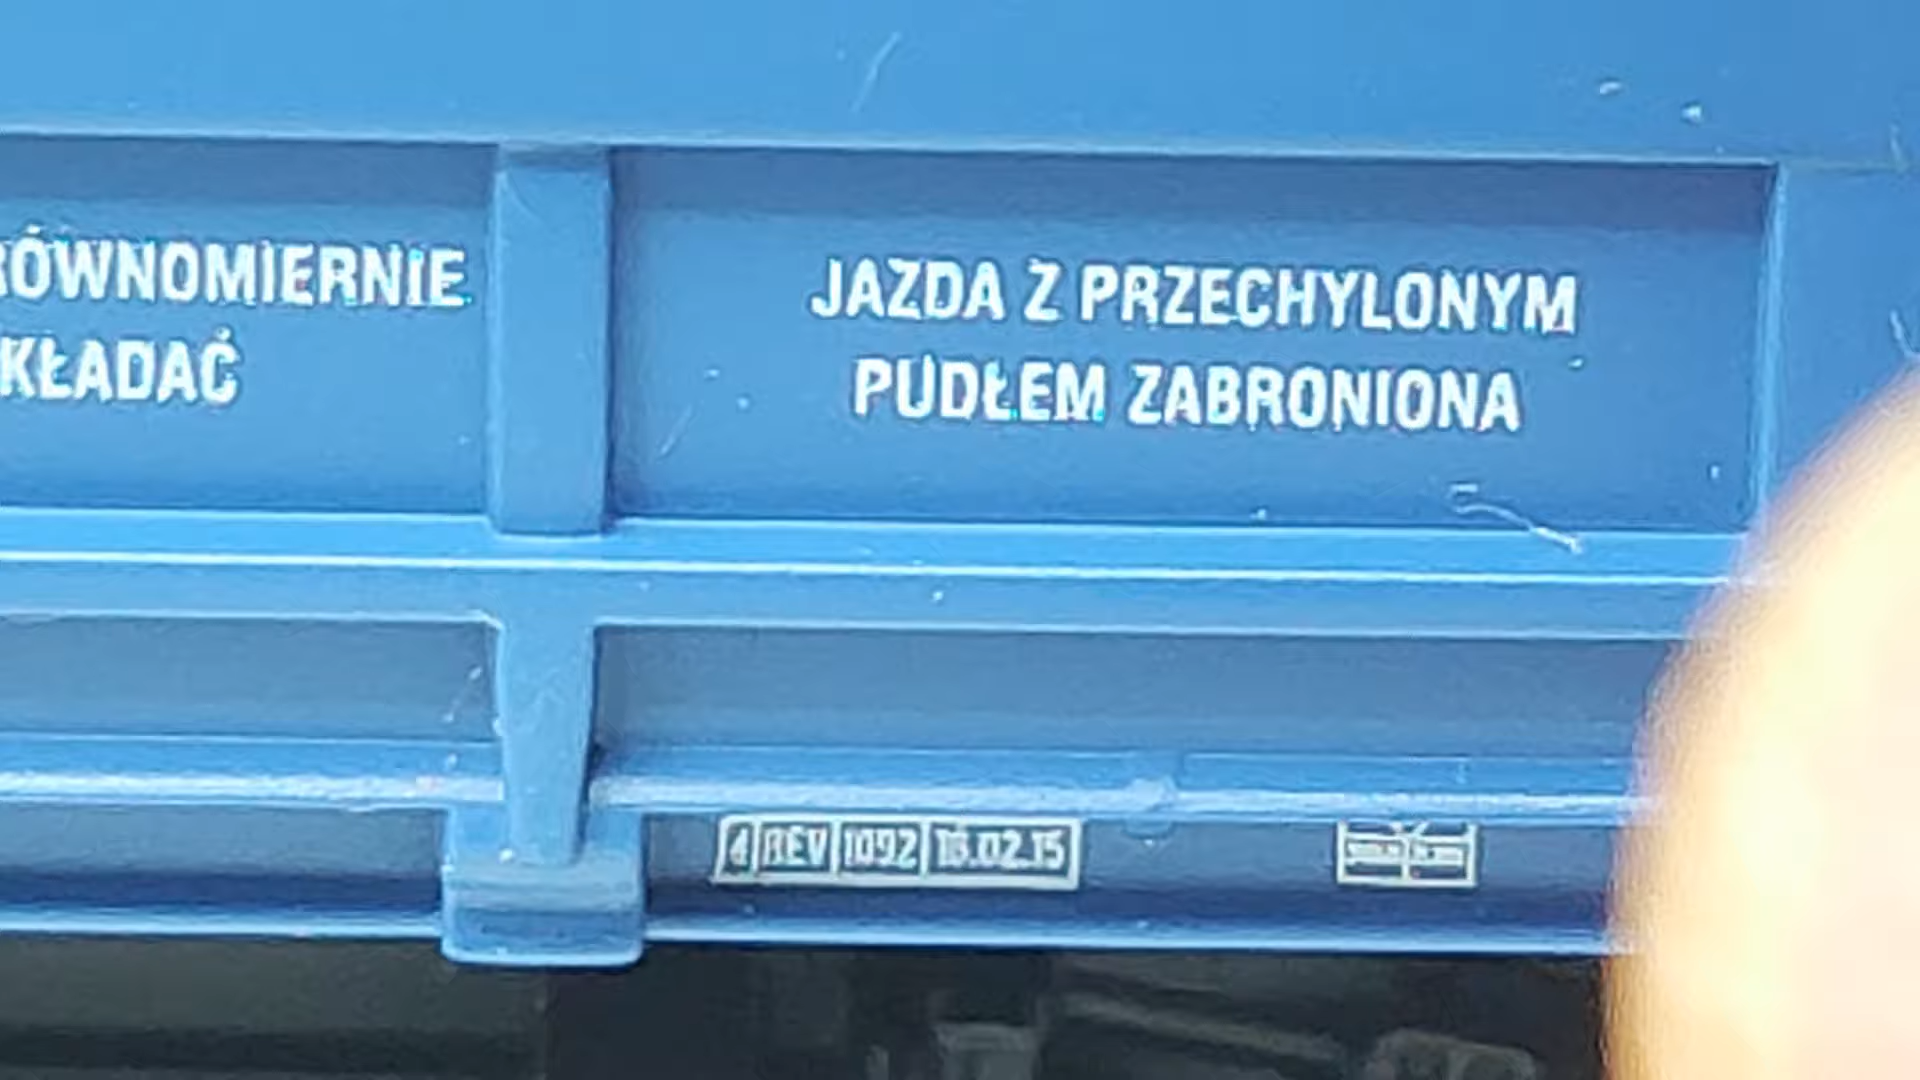 RÓWNOMIERNIE
KŁADAĆ
JAZDA Z PRZECHYLONYM
PUDŁEM ZABRONIONA
4 REV 1092 16.02.15